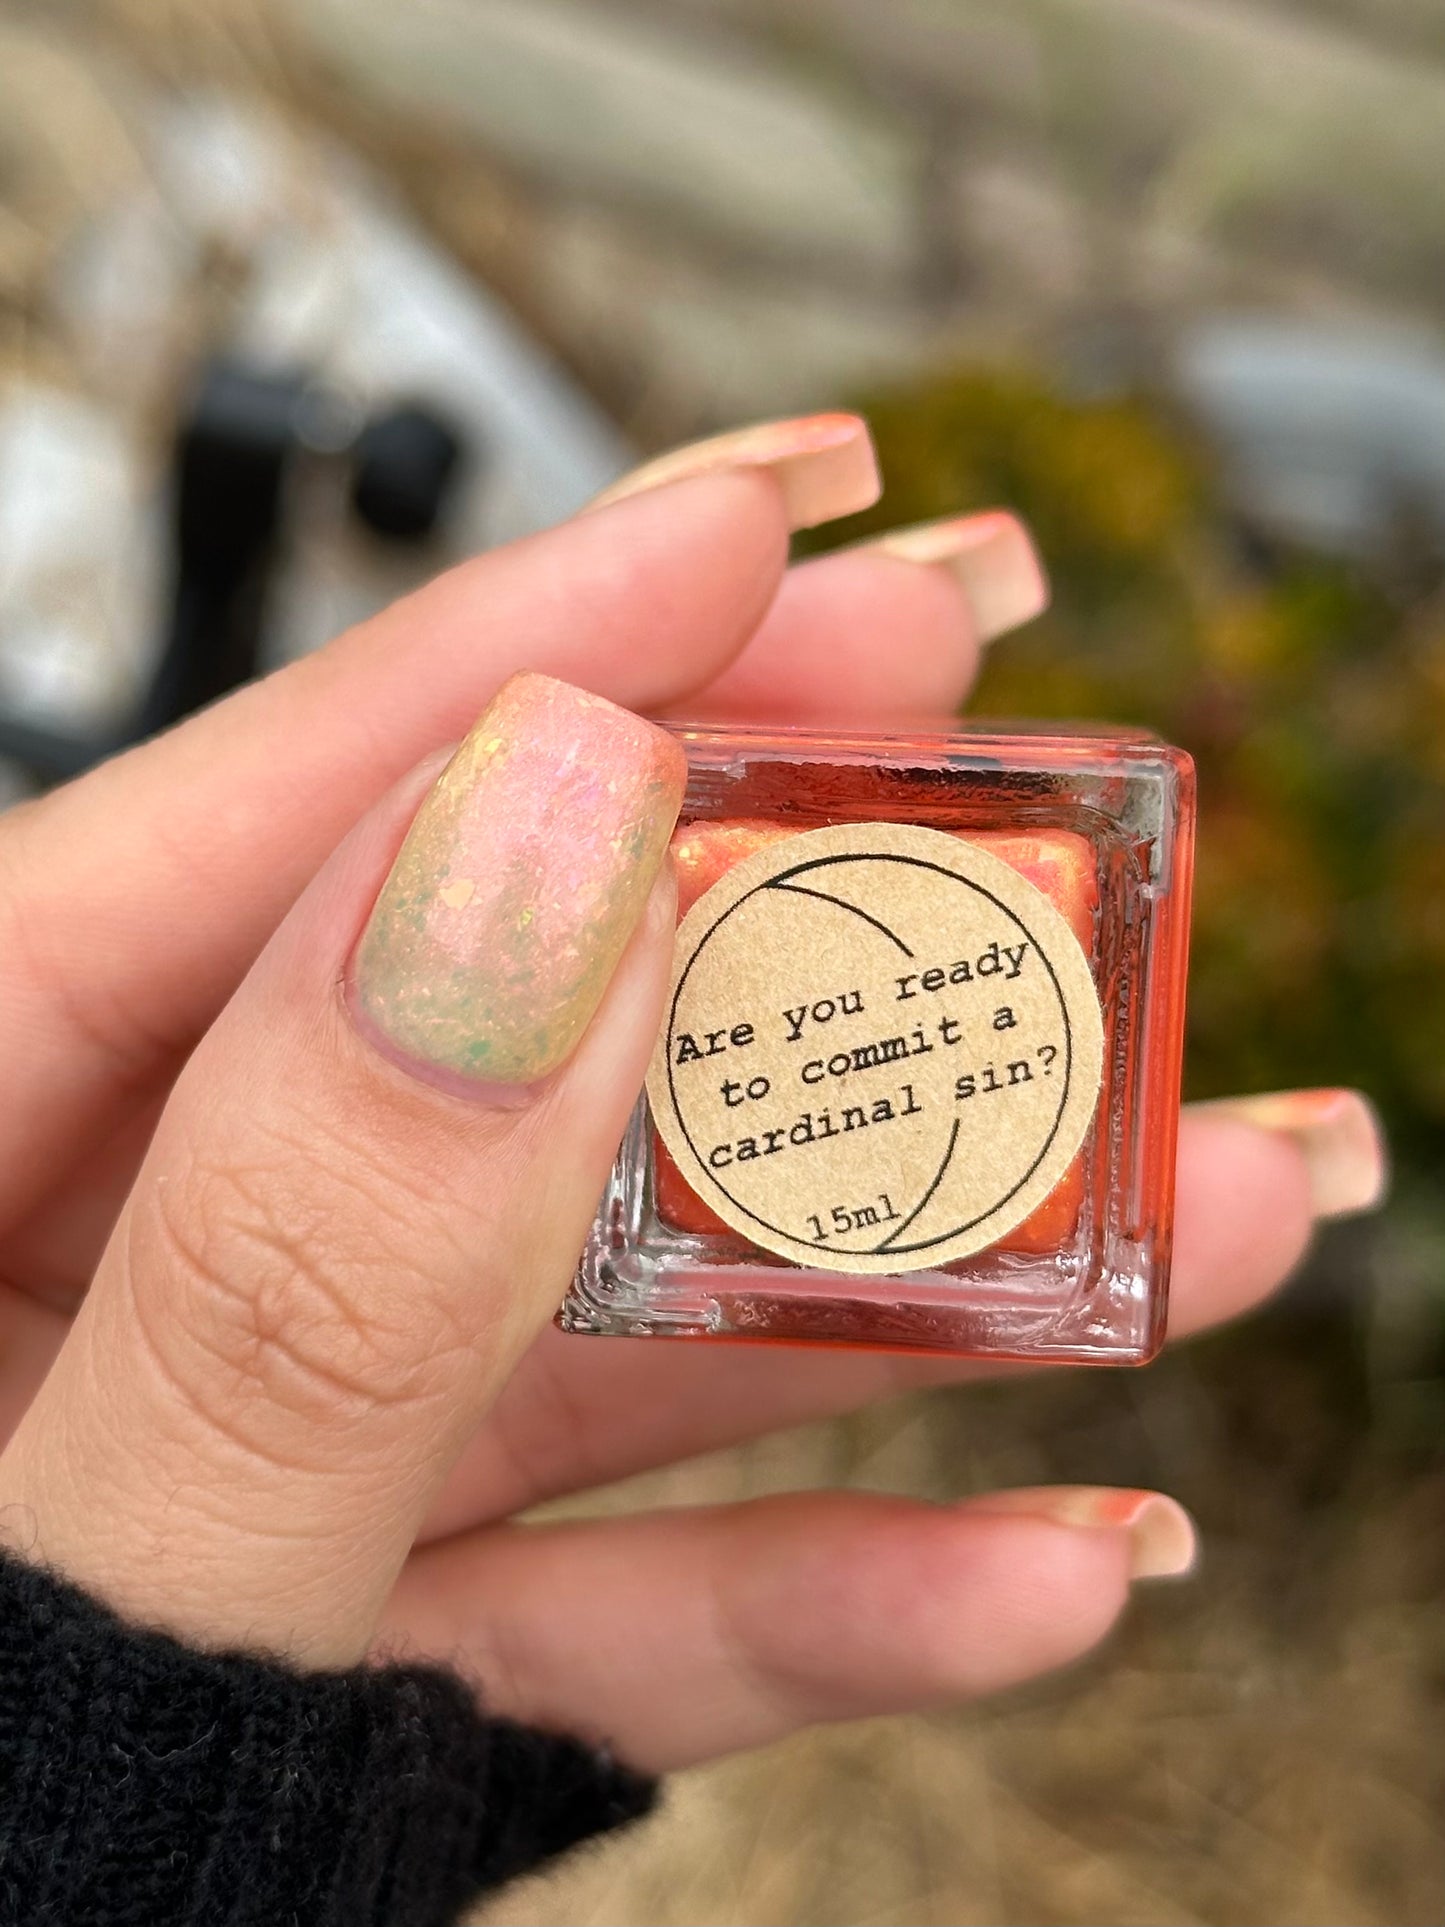 Are you ready
to commit a
cardinal sin?
15ml